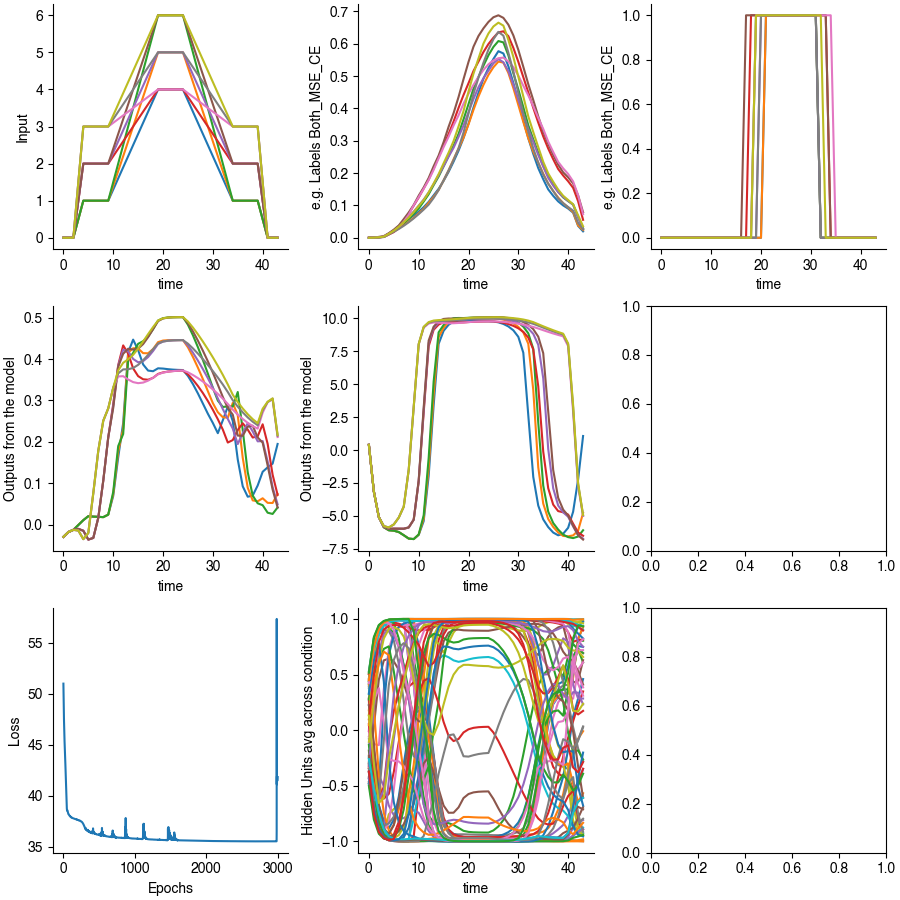 6
5
4
3
2
1
0
Input
0 10 20 30 40
time
0.7
0.6
0.5
0.4
0.3
0.2
0.1
0.0
e.g. Labels Both_MSE_CE
0 10 20 30 40
time
1.0
0.8
0.6
0.4
0.2
0.0
e.g. Labels Both_MSE_CE
0 10 20 30 40
time
0.5
0.4
0.3
0.2
0.1
0.0
Outputs from the model
0 10 20 30 40
time
10.0
7.5
5.0
2.5
0.0
−2.5
−5.0
−7.5
Outputs from the model
0 10 20 30 40
time
1.0
0.8
0.6
0.4
0.2
0.0
0.0 0.2 0.4 0.6 0.8 1.0
55
50
45
40
35
Loss
0 1000 2000 3000
Epochs
1.0
0.5
0.0
−0.5
−1.0
Hidden Units avg across condition
0 10 20 30 40
time
1.0
0.8
0.6
0.4
0.2
0.0
0.0 0.2 0.4 0.6 0.8 1.0